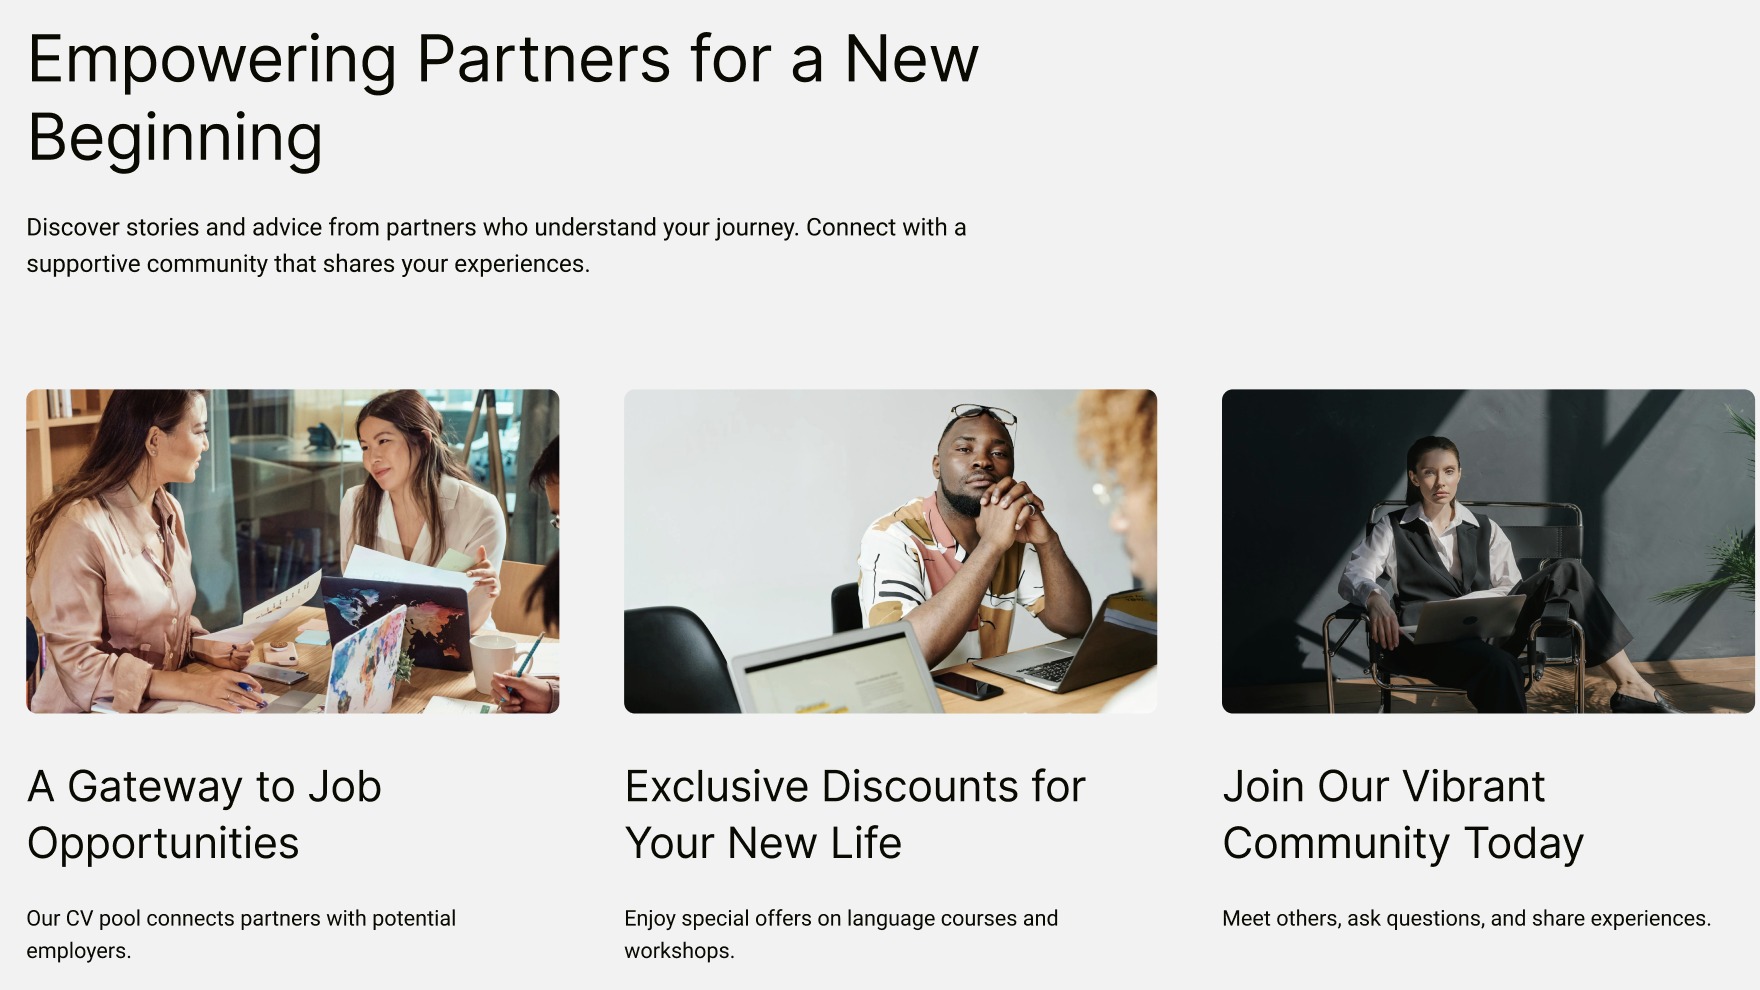 Empowering Partners for a New
Beginning
Discover stories and advice from partners who understand your journey. Connect with a
supportive community that shares your experiences.
A Gateway to Job
Opportunities
Our CV pool connects partners with potential
employers.
Exclusive Discounts for
Your New Life
Enjoy special offers on language courses and
workshops.
Join Our Vibrant
Community Today
Meet others, ask questions, and share experiences.